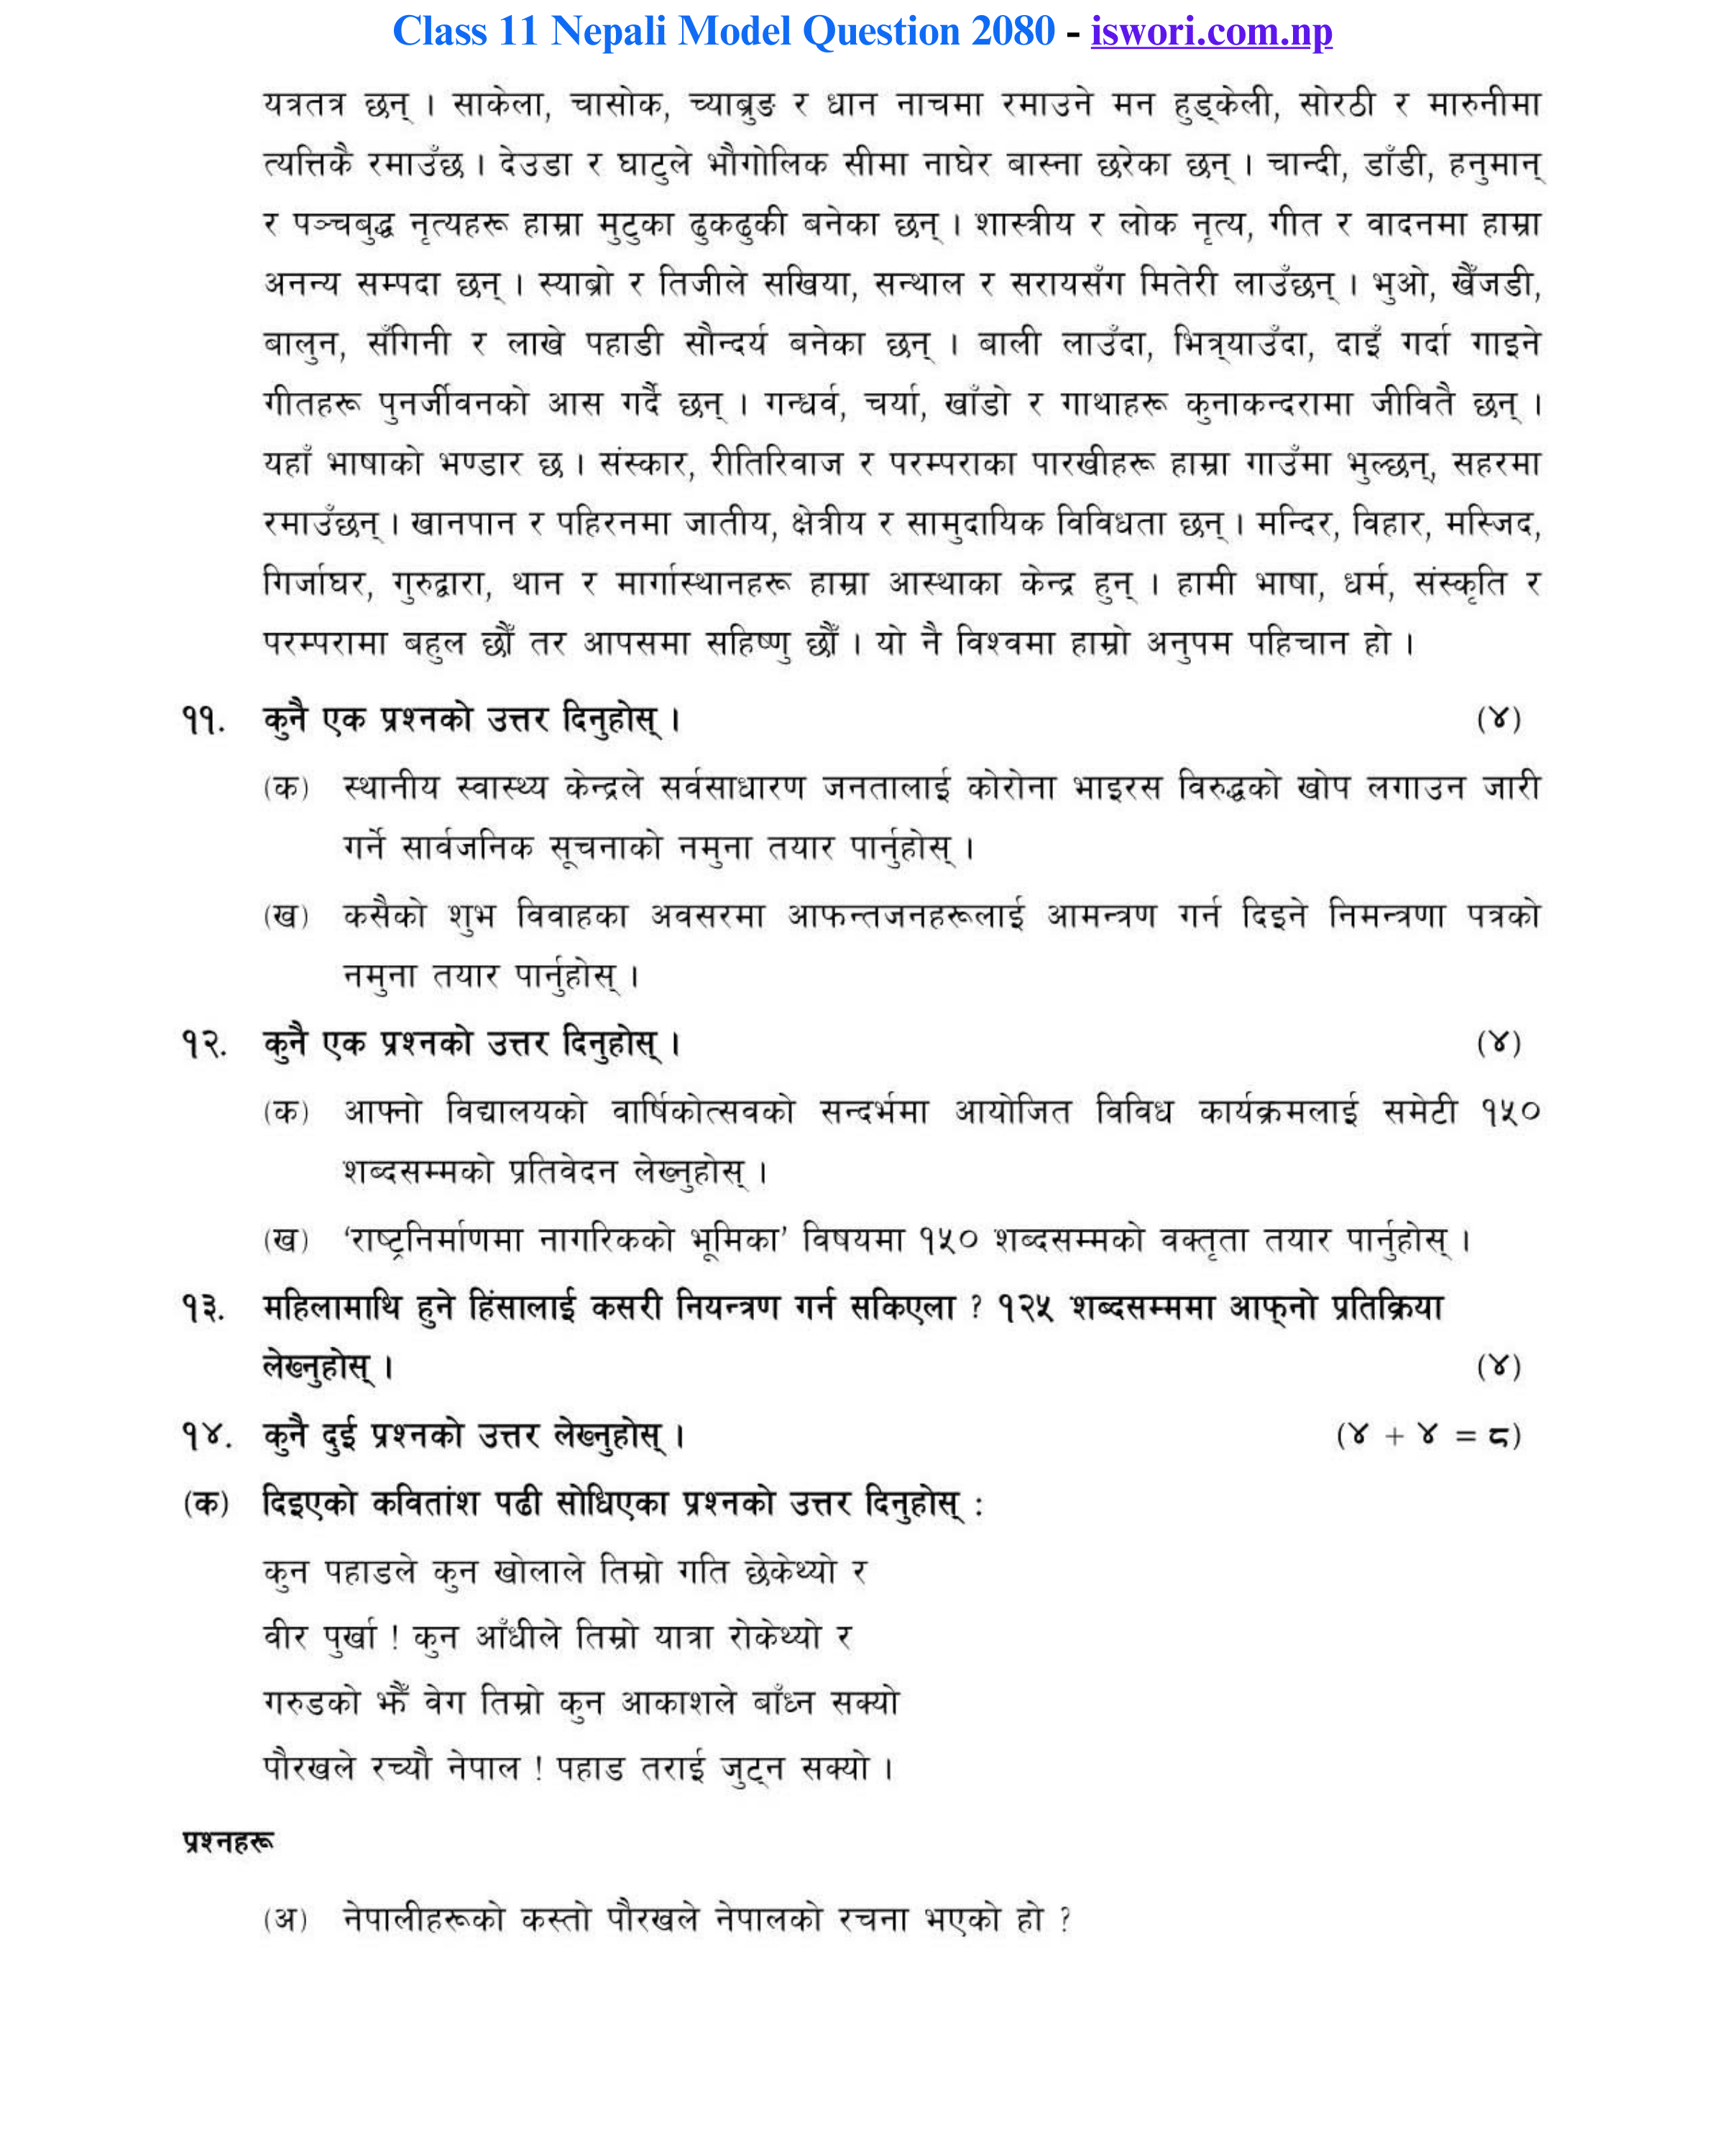 Class 11 Nepali Model Question 2080 - iswori.com.np
यत्रतत्र छन् । साकेला, चासोक, च्याब्रुङ र धान नाचमा रमाउने मन हुड्केली, सोरठी र मारुनीमा
त्यत्तिकै रमाउँछ । देउडा र घाटुले भौगोलिक सीमा नाघेर बास्ना छरेका छन् । चान्दी, डाँडी, हनुमान्
र पञ्चबुद्ध नृत्यहरू हाम्रा मुटुका ढुकढुकी बनेका छन् । शास्त्रीय र लोक नृत्य, गीत र वादनमा हाम्रा
अनन्य सम्पदा छन् । स्याब्रो र तिजीले सखिया, सन्थाल र सरायसँग मितेरी लाउँछन् । भुओ, खैँजडी,
बालुन, सँगिनी र लाखे पहाडी सौन्दर्य बनेका छन् । बाली लाउँदा, भित्र्याउँदा, दाइँ गर्दा गाइने
गीतहरू पुनर्जीवनको आस गर्दै छन् । गन्धर्व, चर्या, खाँडो र गाथाहरू कुनाकन्दरामा जीवितै छन् ।
यहाँ भाषाको भण्डार छ । संस्कार, रीतिरिवाज र परम्पराका पारखीहरू हाम्रा गाउँमा भुल्छन्, सहरमा
रमाउँछन् । खानपान र पहिरनमा जातीय, क्षेत्रीय र सामुदायिक विविधता छन् । मन्दिर, विहार, मस्जिद,
गिर्जाघर, गुरुद्वारा, थान र मार्गास्थानहरू हाम्रा आस्थाका केन्द्र हुन् । हामी भाषा, धर्म, संस्कृति र
परम्परामा बहुल छौँ तर आपसमा सहिष्णु छौँ । यो नै विश्वमा हाम्रो अनुपम पहिचान हो ।
११. कुनै एक प्रश्नको उत्तर दिनुहोस् । (४)
(क) स्थानीय स्वास्थ्य केन्द्रले सर्वसाधारण जनतालाई कोरोना भाइरस विरुद्धको खोप लगाउन जारी
गर्ने सार्वजनिक सूचनाको नमुना तयार पार्नुहोस् ।
(ख) कसैको शुभ विवाहका अवसरमा आफन्तजनहरूलाई आमन्त्रण गर्न दिइने निमन्त्रणा पत्रको
नमुना तयार पार्नुहोस् ।
१२. कुनै एक प्रश्नको उत्तर दिनुहोस् । (४)
(क) आफ्नो विद्यालयको वार्षिकोत्सवको सन्दर्भमा आयोजित विविध कार्यक्रमलाई समेटी १५०
शब्दसम्मको प्रतिवेदन लेख्नुहोस् ।
(ख) ‘राष्ट्रनिर्माणमा नागरिकको भूमिका’ विषयमा १५० शब्दसम्मको वक्तृता तयार पार्नुहोस् ।
१३. महिलामाथि हुने हिंसालाई कसरी नियन्त्रण गर्न सकिएला ? १२५ शब्दसम्ममा आफ्नो प्रतिक्रिया
लेख्नुहोस् । (४)
१४. कुनै दुई प्रश्नको उत्तर लेख्नुहोस् । (४ + ४ = ८)
(क) दिइएको कवितांश पढी सोधिएका प्रश्नको उत्तर दिनुहोस् :
कुन पहाडले कुन खोलाले तिम्रो गति छेकेथ्यो र
वीर पुर्खा ! कुन आँधीले तिम्रो यात्रा रोकेथ्यो र
गरुडको झैँ वेग तिम्रो कुन आकाशले बाँध्न सक्यो
पौरखले रच्यौ नेपाल ! पहाड तराई जुट्न सक्यो ।
प्रश्नहरू
(अ) नेपालीहरूको कस्तो पौरखले नेपालको रचना भएको हो ?